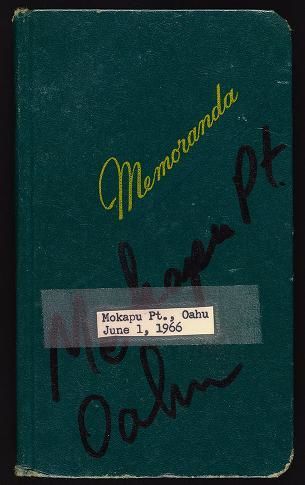 Memoranda
Mokapu Pt.
Mokapu Pt., Oahu
June 1, 1966
Oahu